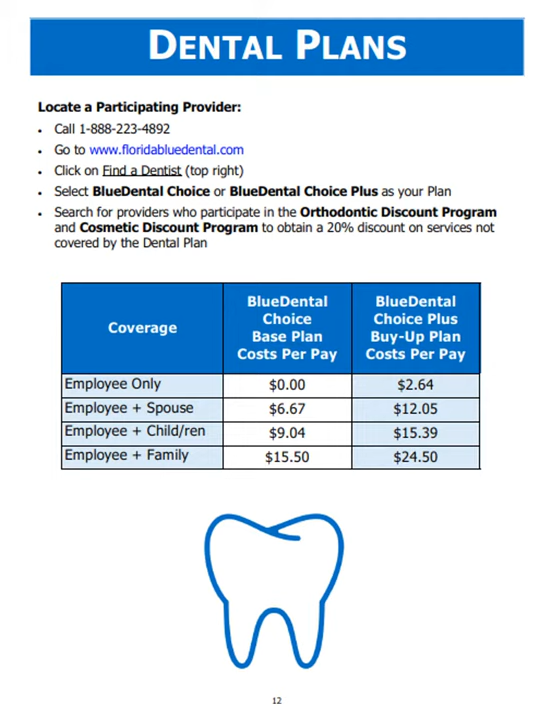 DENTAL PLANS
Locate a Participating Provider:
• Call 1-888-223-4892
• Go to www.floridabluedental.com
• Click on Find a Dentist (top right)
• Select BlueDental Choice or BlueDental Choice Plus as your Plan
• Search for providers who participate in the Orthodontic Discount Program
and Cosmetic Discount Program to obtain a 20% discount on services not
covered by the Dental Plan
Coverage
BlueDental
Choice
Base Plan
Costs Per Pay
BlueDental
Choice Plus
Buy-Up Plan
Costs Per Pay
Employee Only $0.00 $2.64
Employee + Spouse $6.67 $12.05
Employee + Child/ren $9.04 $15.39
Employee + Family $15.50 $24.50
12